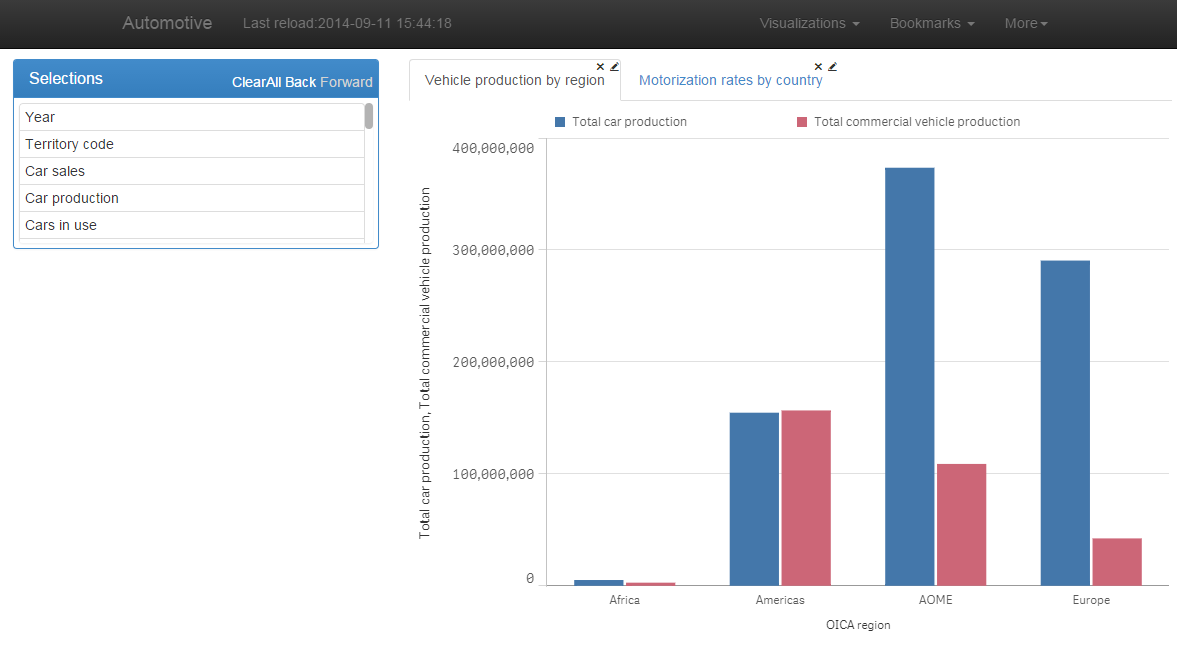 Automotive Last reload:2014-09-11 15:44:18 Visualizations Bookmarks More
Selections ClearAll Back Forward
Year
Territory code
Car sales
Car production
Cars in use
Vehicle production by region Motorization rates by country
Total car production Total commercial vehicle production
Total car production, Total commercial vehicle production
400,000,000
300,000,000
200,000,000
100,000,000
0
Africa Americas AOME Europe
OICA region